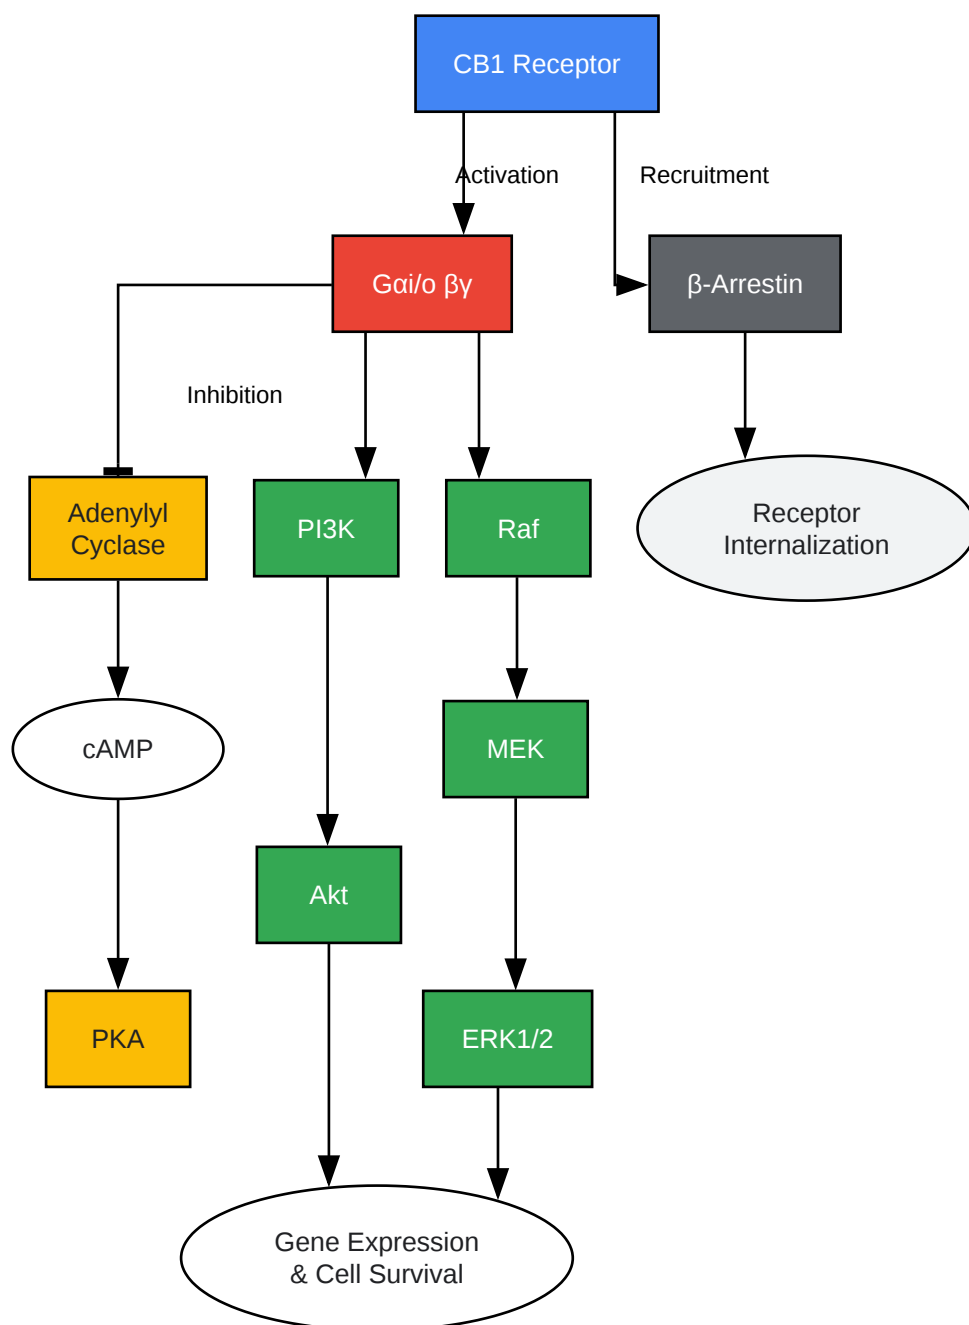 CB1 Receptor
Activation
Recruitment
Gαi/o βγ
β-Arrestin
Inhibition
Adenylyl
Cyclase
PI3K
Raf
Receptor
Internalization
cAMP
MEK
Akt
PKA
ERK1/2
Gene Expression
& Cell Survival